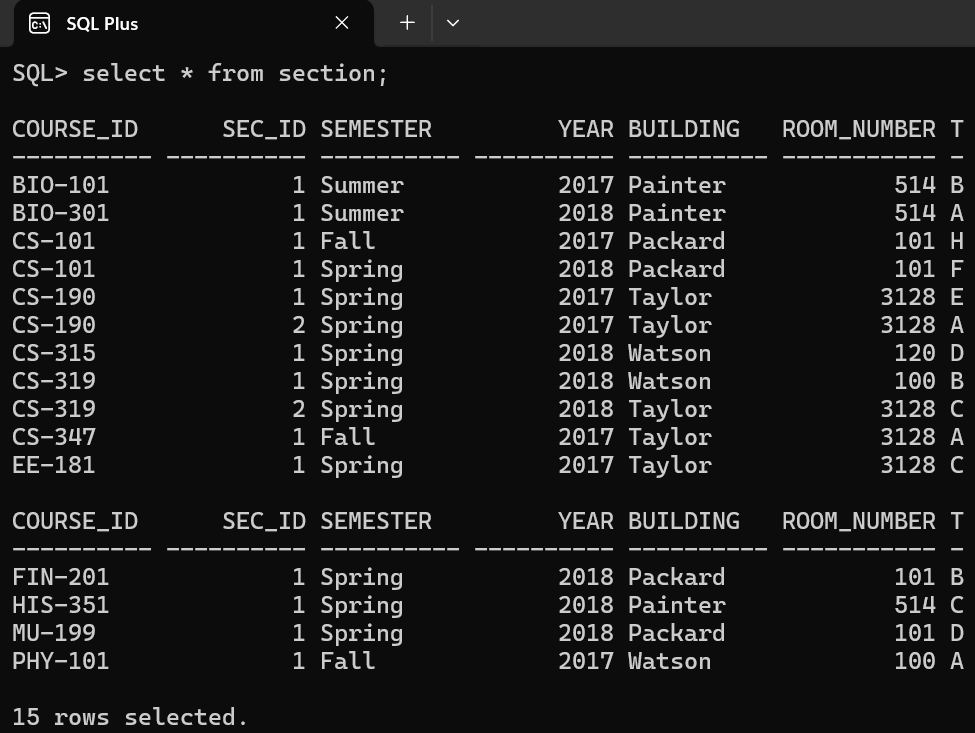 SQL Plus
SQL> select * from section;
COURSE_ID      SEC_ID SEMESTER         YEAR BUILDING   ROOM_NUMBER T
---------- ---------- ---------- ---------- ---------- ----------- -
BIO-101             1 Summer           2017 Painter            514 B
BIO-301             1 Summer           2018 Painter            514 A
CS-101              1 Fall             2017 Packard            101 H
CS-101              1 Spring           2018 Packard            101 F
CS-190              1 Spring           2017 Taylor            3128 E
CS-190              2 Spring           2017 Taylor            3128 A
CS-315              1 Spring           2018 Watson             120 D
CS-319              1 Spring           2018 Watson             100 B
CS-319              2 Spring           2018 Taylor            3128 C
CS-347              1 Fall             2017 Taylor            3128 A
EE-181              1 Spring           2017 Taylor            3128 C
COURSE_ID      SEC_ID SEMESTER         YEAR BUILDING   ROOM_NUMBER T
---------- ---------- ---------- ---------- ---------- ----------- -
FIN-201             1 Spring           2018 Packard            101 B
HIS-351             1 Spring           2018 Painter            514 C
MU-199              1 Spring           2018 Packard            101 D
PHY-101             1 Fall             2017 Watson             100 A
15 rows selected.